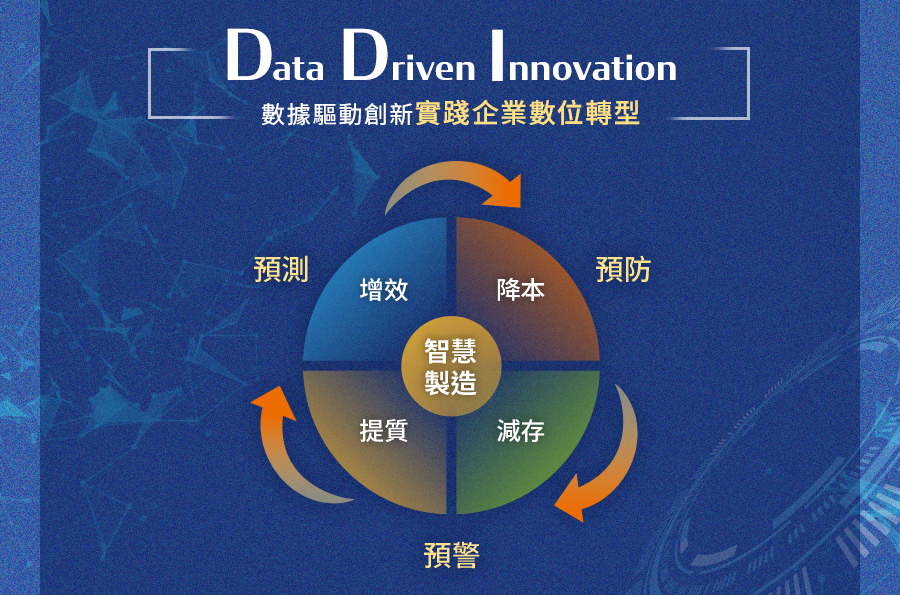 Data Driven Innovation
數據驅動創新實踐企業數位轉型
預測
預防
增效
降本
智慧
製造
提質
減存
預警